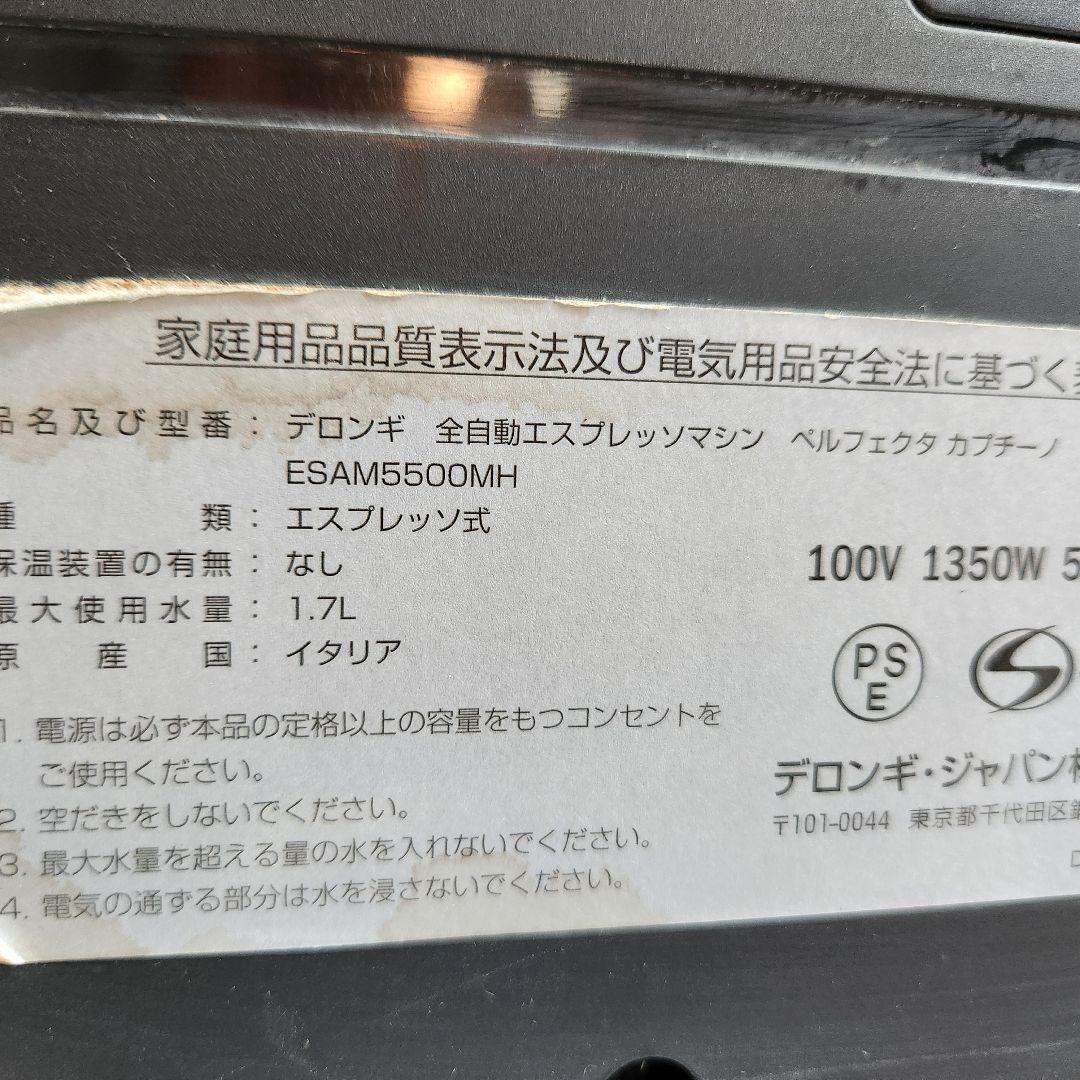 家庭用品品質表示法及び電気用品安全法に基づく
品名及び型番： デロンギ 全自動エスプレッソマシン ペルフェクタ カプチーノ
ESAM5500MH
種類： エスプレッソ式
保温装置の有無： なし
最大使用水量： 1.7L
原産国： イタリア
100V 1350W 5
PSE
1. 電源は必ず本品の定格以上の容量をもつコンセントを
ご使用ください。
2. 空だきをしないでください。
3. 最大水量を超える量の水を入れないでください。
4. 電気の通ずる部分は水を浸さないでください。
デロンギ・ジャパン
〒101-0044 東京都千代田区